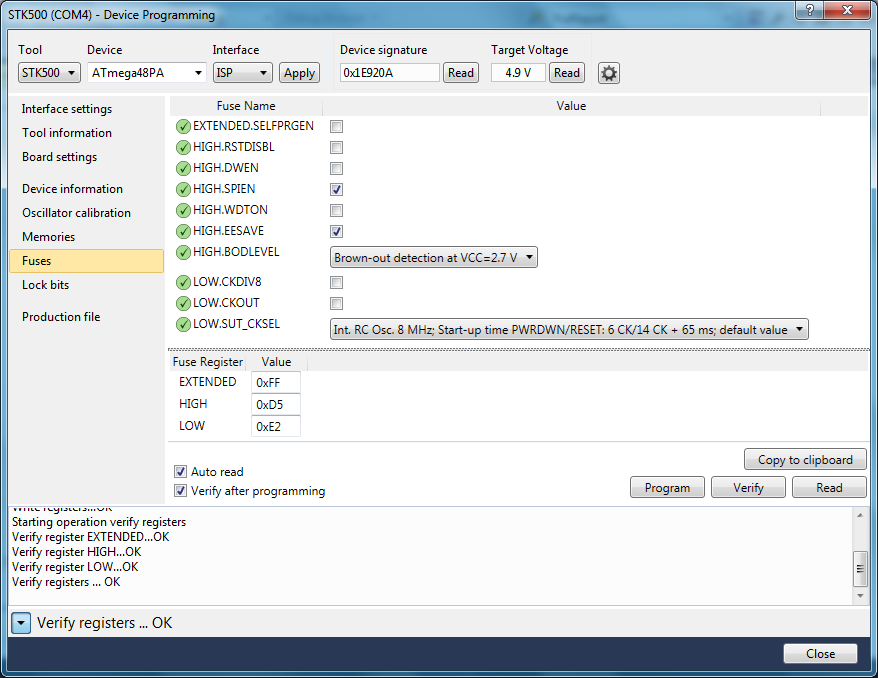 STK500 (COM4) - Device Programming
Tool Device Interface Device signature Target Voltage
STK500 ATmega48PA ISP Apply 0x1E920A Read 4.9 V Read
Interface settings
Tool information
Board settings
Device information
Oscillator calibration
Memories
Fuses
Lock bits
Production file
Fuse Name Value
EXTENDED.SELFPRGEN
HIGH.RSTDISBL
HIGH.DWEN
HIGH.SPIEN
HIGH.WDTON
HIGH.EESAVE
HIGH.BODLEVEL Brown-out detection at VCC=2.7 V
LOW.CKDIV8
LOW.CKOUT
LOW.SUT_CKSEL Int. RC Osc. 8 MHz; Start-up time PWRDWN/RESET: 6 CK/14 CK + 65 ms; default value
Fuse Register Value
EXTENDED 0xFF
HIGH 0xD5
LOW 0xE2
Copy to clipboard
Auto read
Verify after programming
Program Verify Read
Write registers...OK
Starting operation verify registers
Verify register EXTENDED...OK
Verify register HIGH...OK
Verify register LOW...OK
Verify registers ... OK
Verify registers ... OK
Close